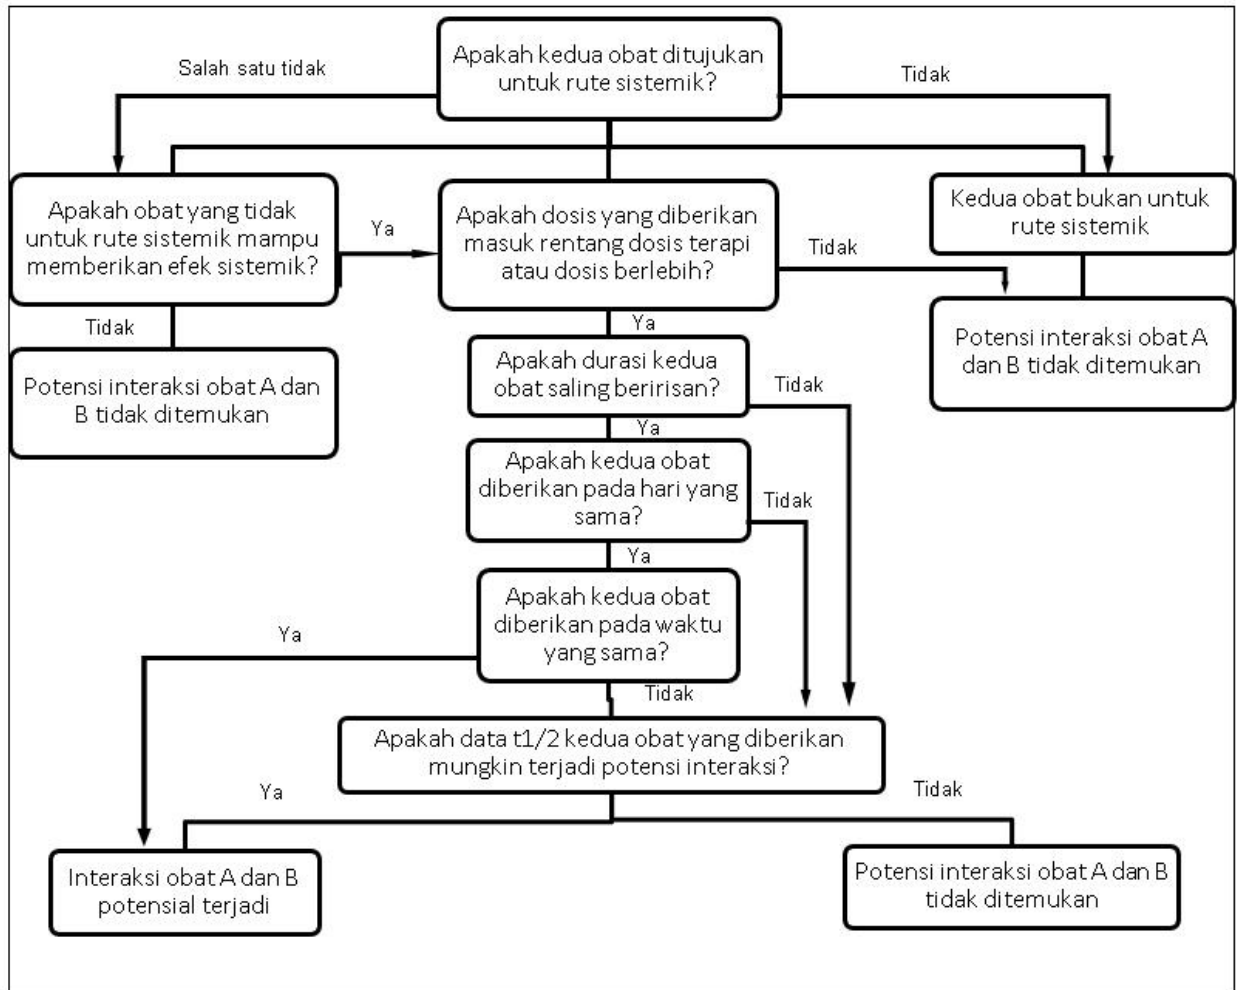 Apakah kedua obat ditujukan
untuk rute sistemik?
Salah satu tidak
Tidak
Apakah obat yang tidak
untuk rute sistemik mampu
memberikan efek sistemik?
Ya
Apakah dosis yang diberikan
masuk rentang dosis terapi
atau dosis berlebih?
Tidak
Kedua obat bukan untuk
rute sistemik
Tidak
Potensi interaksi obat A dan
B tidak ditemukan
Potensi interaksi obat A
dan B tidak ditemukan
Ya
Apakah durasi kedua
obat saling beririsan?
Tidak
Ya
Apakah kedua obat
diberikan pada hari yang
sama?
Tidak
Ya
Apakah kedua obat
diberikan pada waktu
yang sama?
Ya
Tidak
Apakah data t1/2 kedua obat yang diberikan
mungkin terjadi potensi interaksi?
Ya
Tidak
Interaksi obat A dan B
potensial terjadi
Potensi interaksi obat A dan B
tidak ditemukan